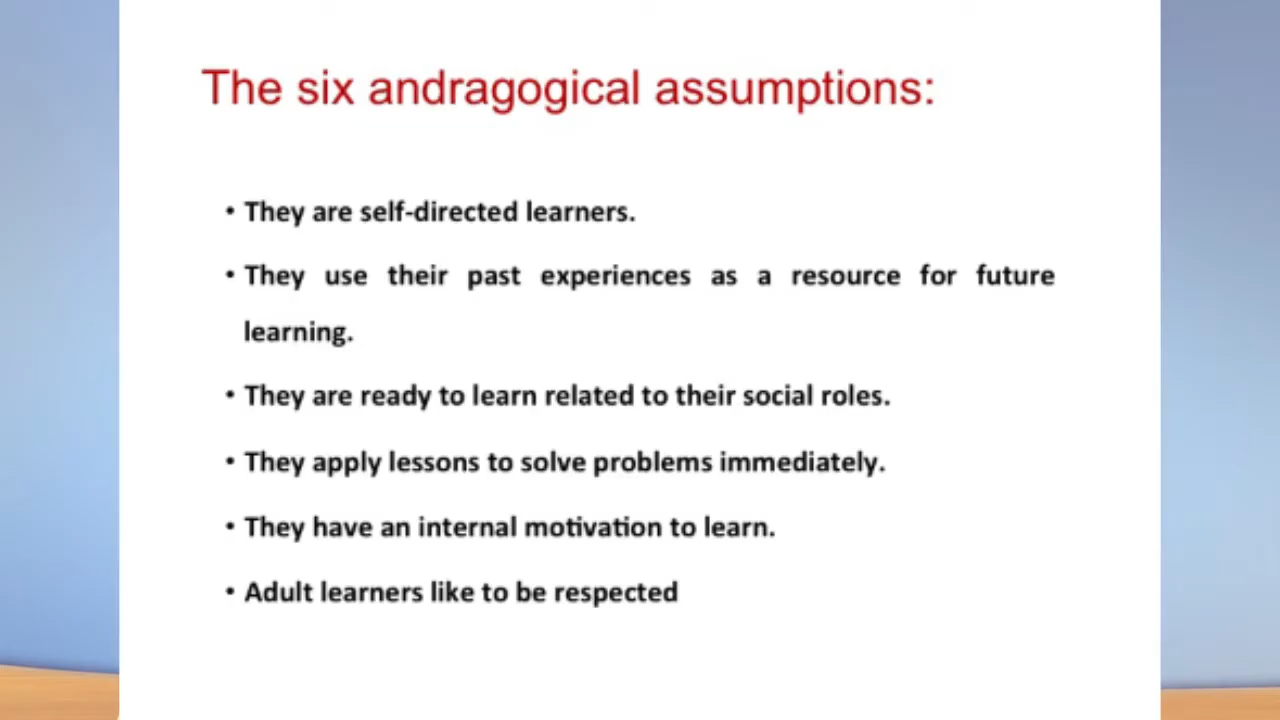 The six andragogical assumptions:
• They are self-directed learners.
• They use their past experiences as a resource for future
learning.
• They are ready to learn related to their social roles.
• They apply lessons to solve problems immediately.
• They have an internal motivation to learn.
• Adult learners like to be respected